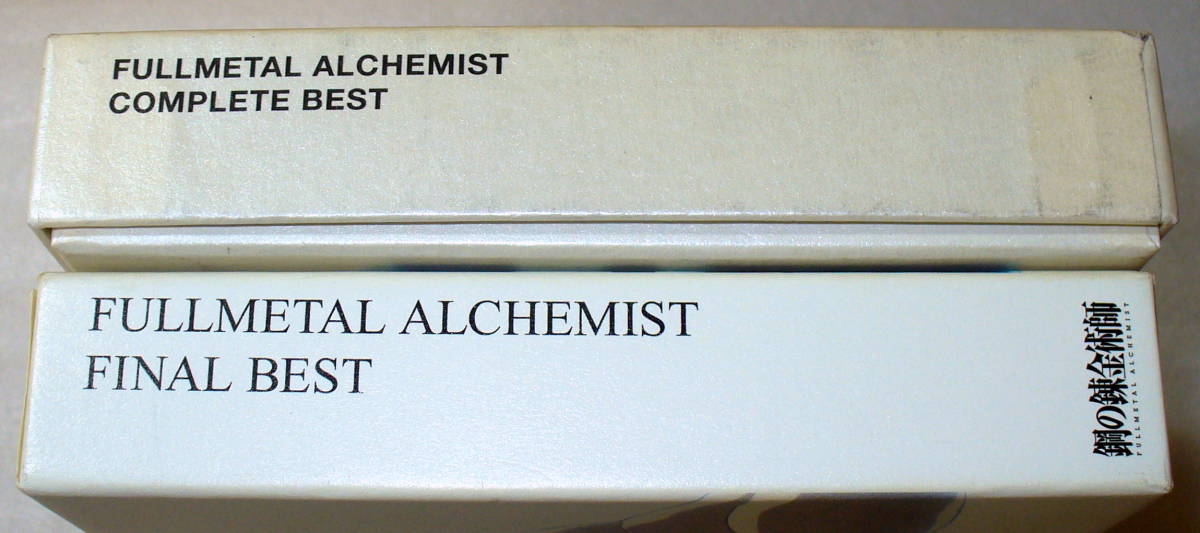 FULLMETAL ALCHEMIST
COMPLETE BEST
FULLMETAL ALCHEMIST
FINAL BEST
鋼の錬金術師
FULLMETAL ALCHEMIST